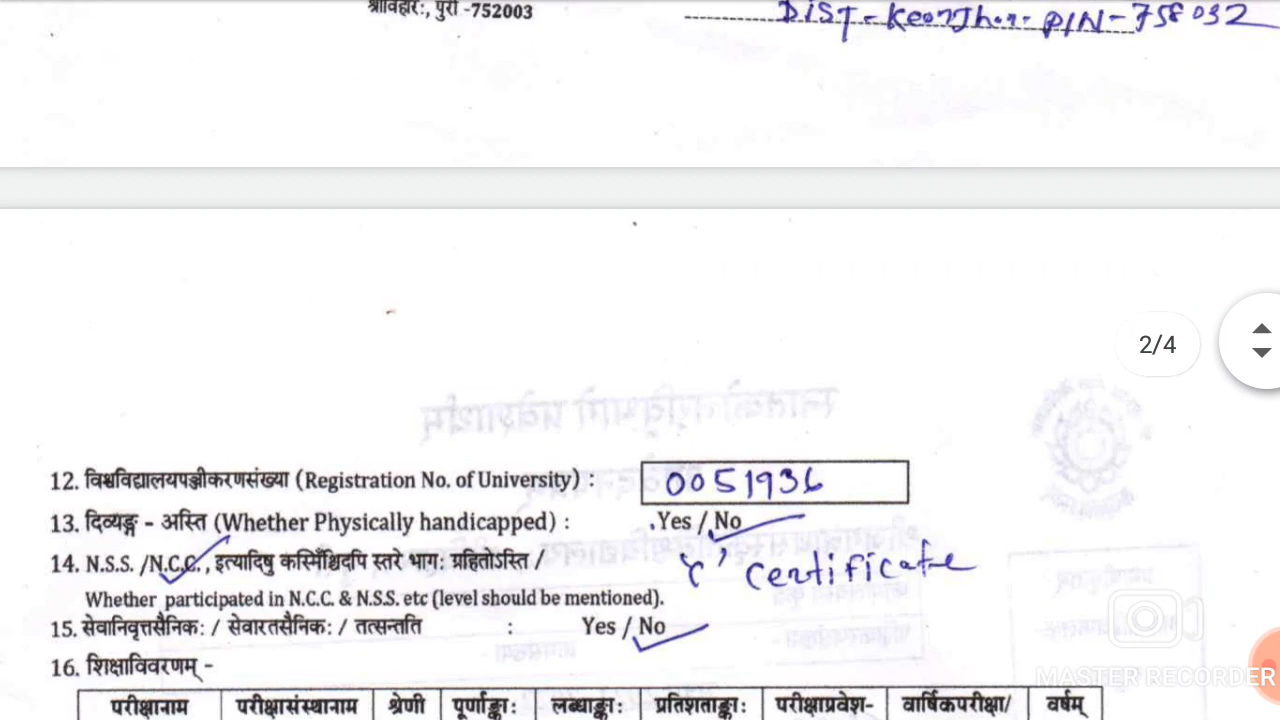 श्रीविहारः, पुरी -752003
DIST- Keonjhar. PIN- 758032
2/4
12. विश्वविद्यालयपञ्जीकरणसंख्या (Registration No. of University) : 0051936
13. दिव्यङ्ग - अस्ति (Whether Physically handicapped) : Yes / No
14. N.S.S. /N.C.C., इत्यादिषु कस्मिँश्चिदपि स्तरे भागः प्रहितोऽस्ति / 'C' Certificate
Whether participated in N.C.C. & N.S.S. etc (level should be mentioned).
15. सेवानिवृत्तसैनिकः / सेवारतसैनिकः / तत्सन्तति : Yes / No
16. शिक्षाविवरणम् -
परीक्षानाम परीक्षासंस्थानाम श्रेणी पूर्णाङ्काः लब्धाङ्काः प्रतिशताङ्काः परीक्षाप्रवेश- वार्षिकपरीक्षा/ वर्षम्
MASTER RECORDER